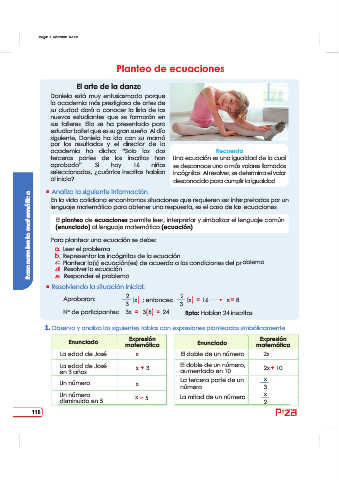 Planteo de ecuaciones
El arte de la danza
Daniela está muy entusiasmada porque
la academia más prestigiosa de artes de
su ciudad dará a conocer la lista de los
nuevos estudiantes que se formarán en
sus talleres. Ella se ha presentado para
estudiar ballet que es su gran sueño. Al día
siguiente, Daniela ha ido con su mamá
por los resultados y el director de la
academia ha dicho: "Solo las dos
terceras partes de los inscritos han
aprobado" Si hay 16 niñas
seleccionadas, ¿cuántos inscritos habían
al inicio?
Recuerda
Una ecuación es una igualdad de la cual
se desconoce uno o más valores llamados
incógnitas. Al resolver, se determina el valor
desconocido para cumplir la igualdad
Analiza la siguiente información.
En la vida cotidiana encontramos situaciones que requieren ser interpretadas por un
lenguaje matemático para obtener una respuesta, es el caso de las ecuaciones
El planteo de ecuaciones permite leer, interpretar y simbolizar el lenguaje común
(enunciado) al lenguaje matemático (ecuación)
Para plantear una ecuación se debe:
a. Leer el problema
b. Representar las incógnitas de la ecuación
c. Plantear la(s) ecuación(es) de acuerdo a las condiciones del problema
d. Resolver la ecuación
e. Responder el problema
Resolviendo la situación inicial:
Aprobaron: ; entonces: = 16 x = 8
N° de participantes: 3x = 3(8) = 24 Rpta: Habían 24 inscritas
1. Observa y analiza las siguientes tablas con expresiones planteadas simbólicamente
Enunciado Expresión matemática
La edad de José x
La edad de José en 3 años x + 3
Un número x
Un número disminuido en 5 x - 5
Enunciado Expresión matemática
El doble de un número 2x
El doble de un número, aumentado en 10 2x + 10
La tercera parte de un número x/3
La mitad de un número x/2
Razonamiento matemático
118